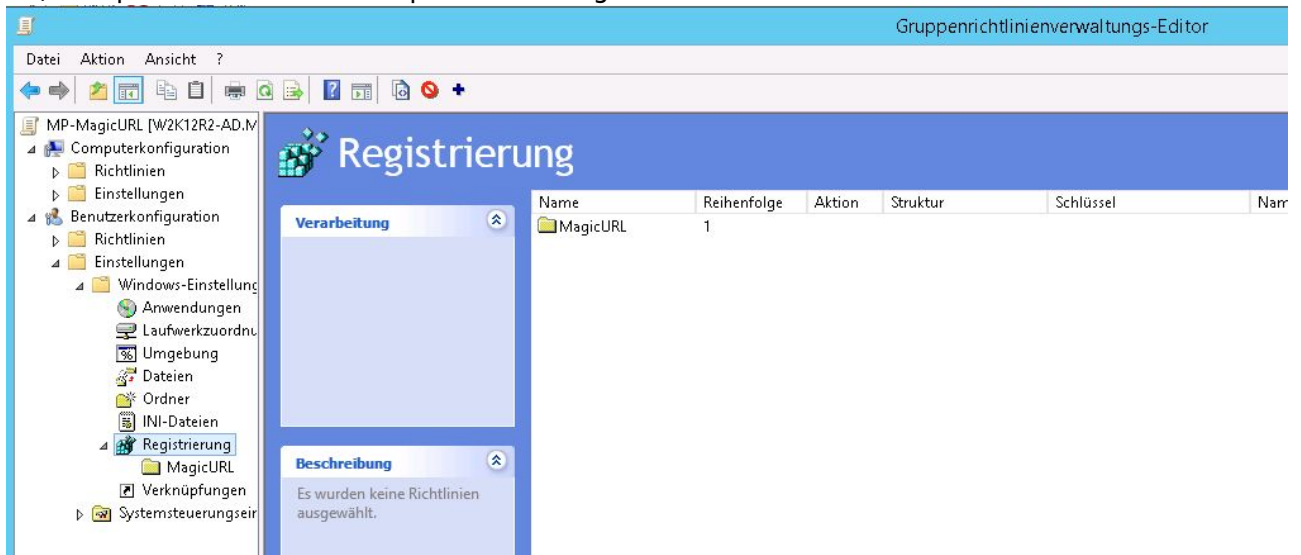 Gruppenrichtlinienverwaltungs-Editor
Datei Aktion Ansicht ?
MP-MagicURL [W2K12R2-AD.M
Computerkonfiguration
Richtlinien
Einstellungen
Benutzerkonfiguration
Richtlinien
Einstellungen
Windows-Einstellung
Anwendungen
Laufwerkzuordnu
Umgebung
Dateien
Ordner
INI-Dateien
Registrierung
MagicURL
Verknüpfungen
Systemsteuerungseir
Registrierung
Verarbeitung
Beschreibung
Es wurden keine Richtlinien
ausgewählt.
Name Reihenfolge Aktion Struktur Schlüssel Nam
MagicURL 1